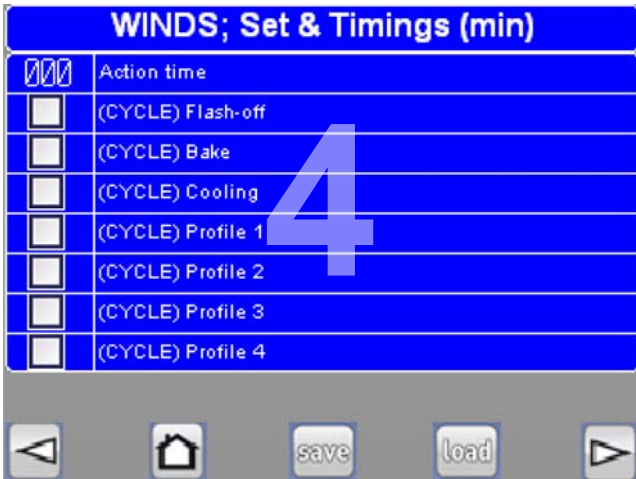 WINDS; Set & Timings (min)
000 Action time
(CYCLE) Flash-off
(CYCLE) Bake
(CYCLE) Cooling
(CYCLE) Profile 1
(CYCLE) Profile 2
(CYCLE) Profile 3
(CYCLE) Profile 4
4
save load